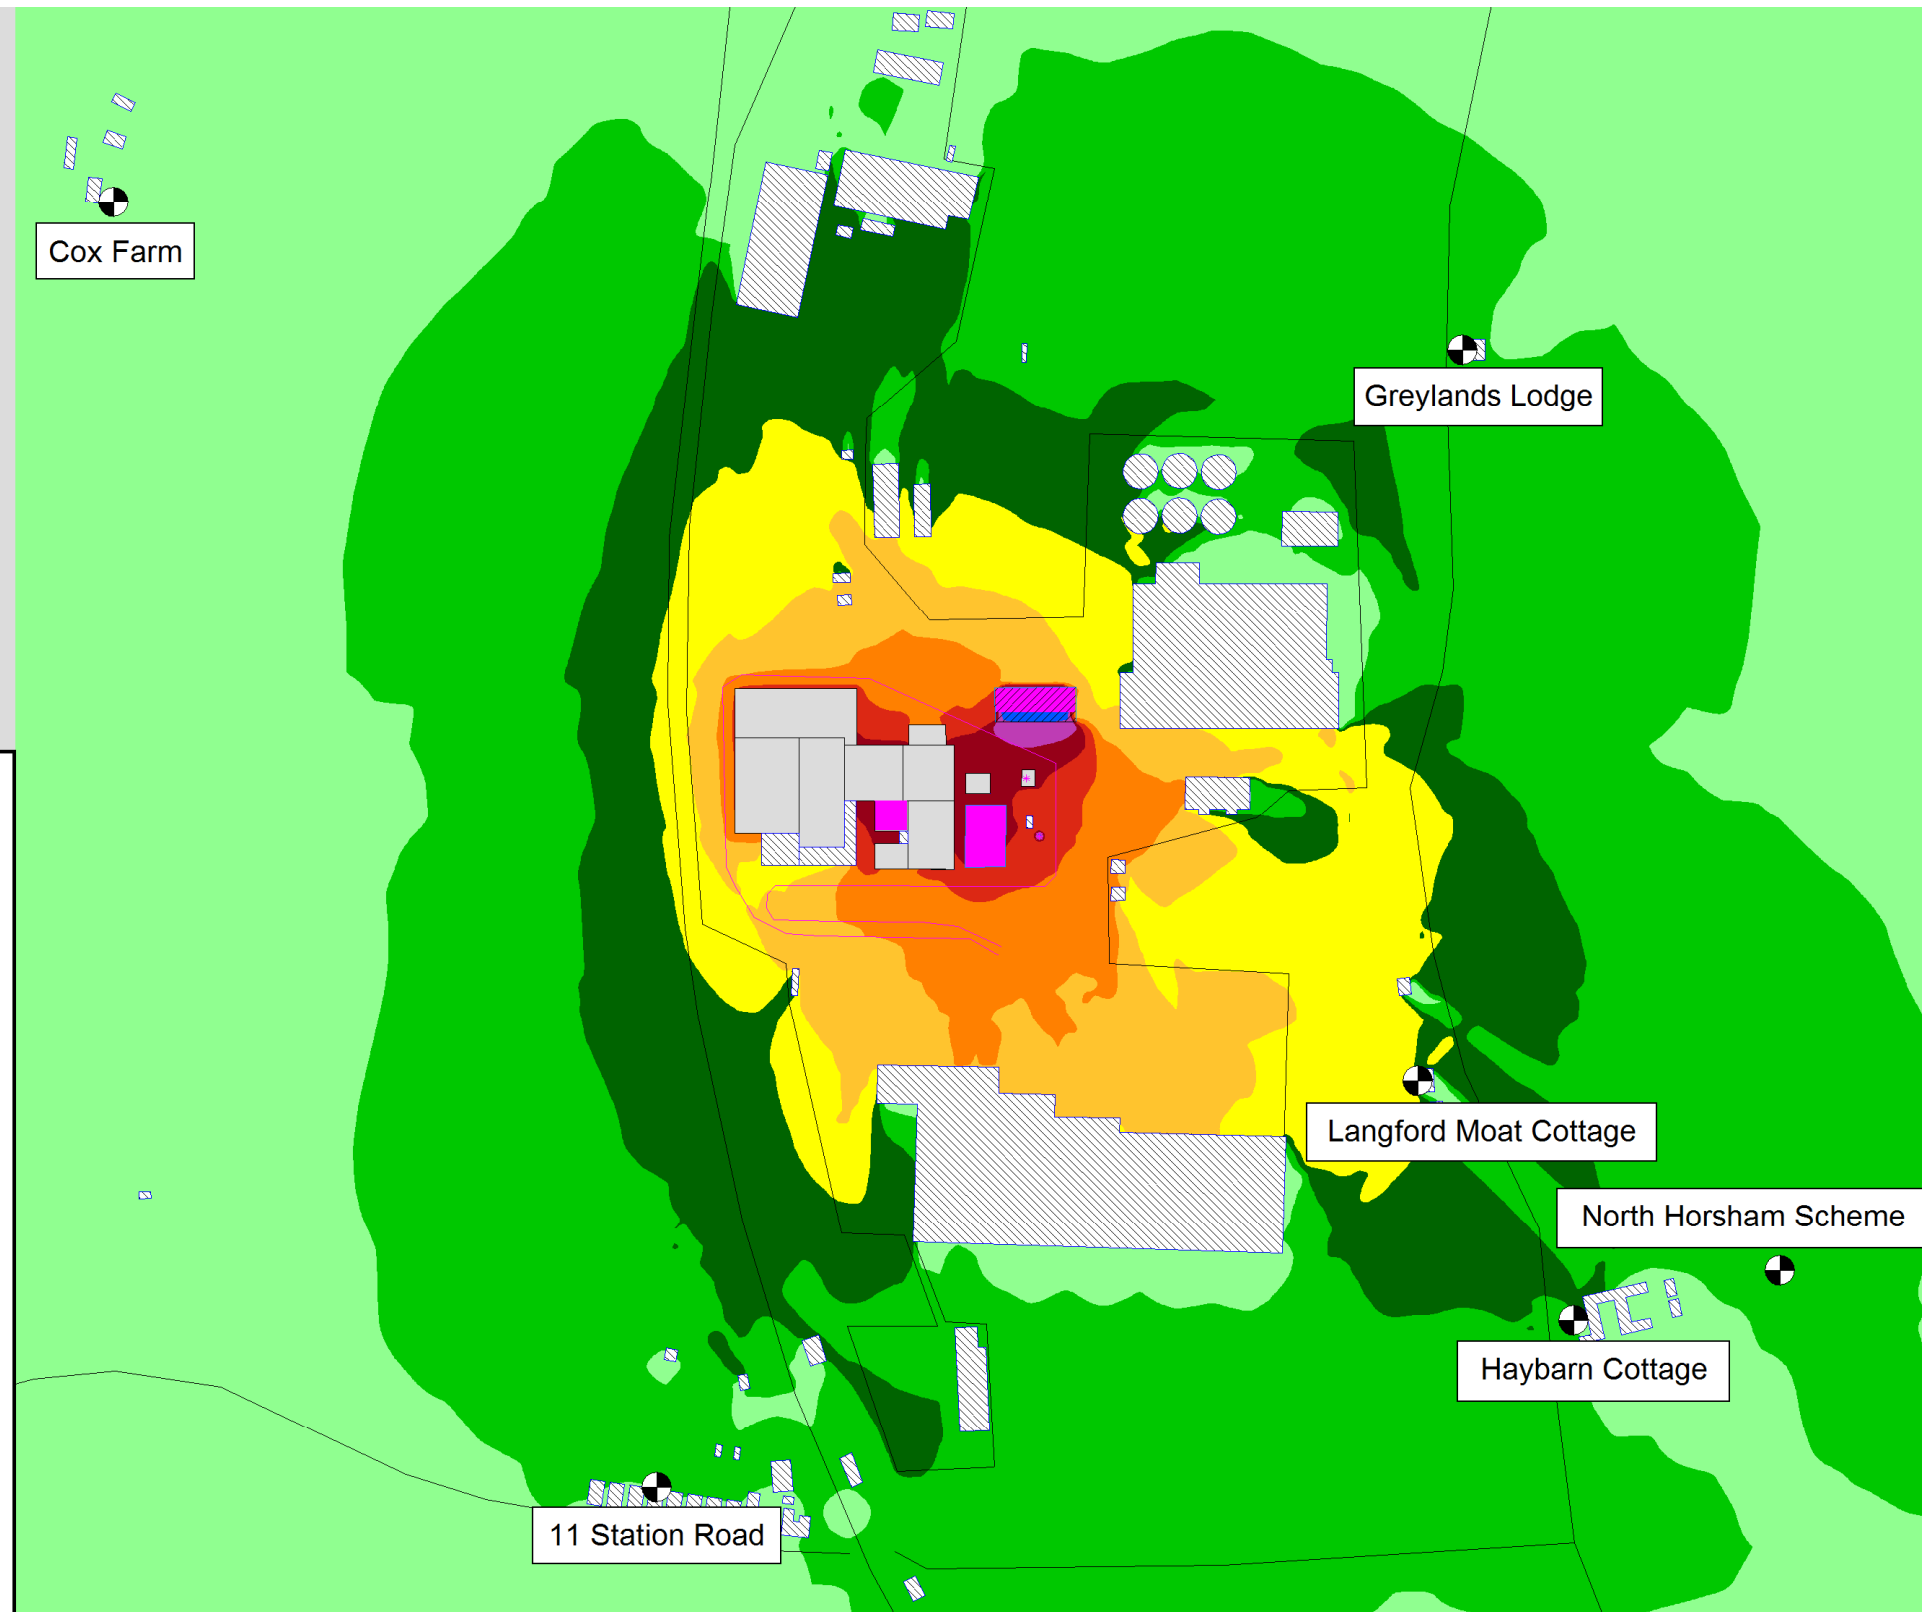 Cox Farm
Greylands Lodge
Langford Moat Cottage
North Horsham Scheme
Haybarn Cottage
11 Station Road